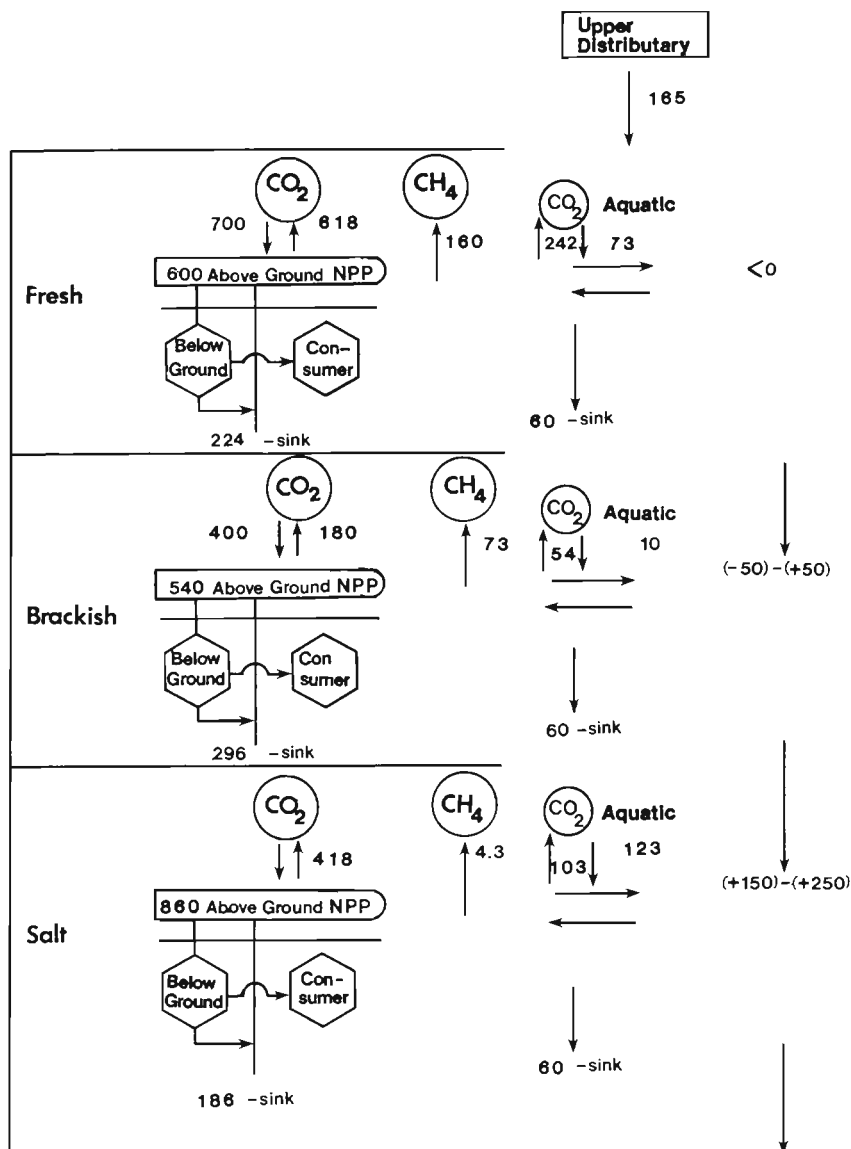 Upper
Distributary
165
CO2
CH4
CO2 Aquatic
700 618
160
242 73
600 Above Ground NPP
<0
Fresh
Below
Ground
Con-
sumer
224 -sink
60 -sink
CO2
CH4
CO2 Aquatic
400 180
73
54 10
540 Above Ground NPP
(-50)-(+50)
Brackish
Below
Ground
Con
sumer
296 -sink
60 -sink
CO2
CH4
CO2 Aquatic
418
4.3
103 123
860 Above Ground NPP
(+150)-(+250)
Salt
Below
Ground
Con-
sumer
186 -sink
60 -sink